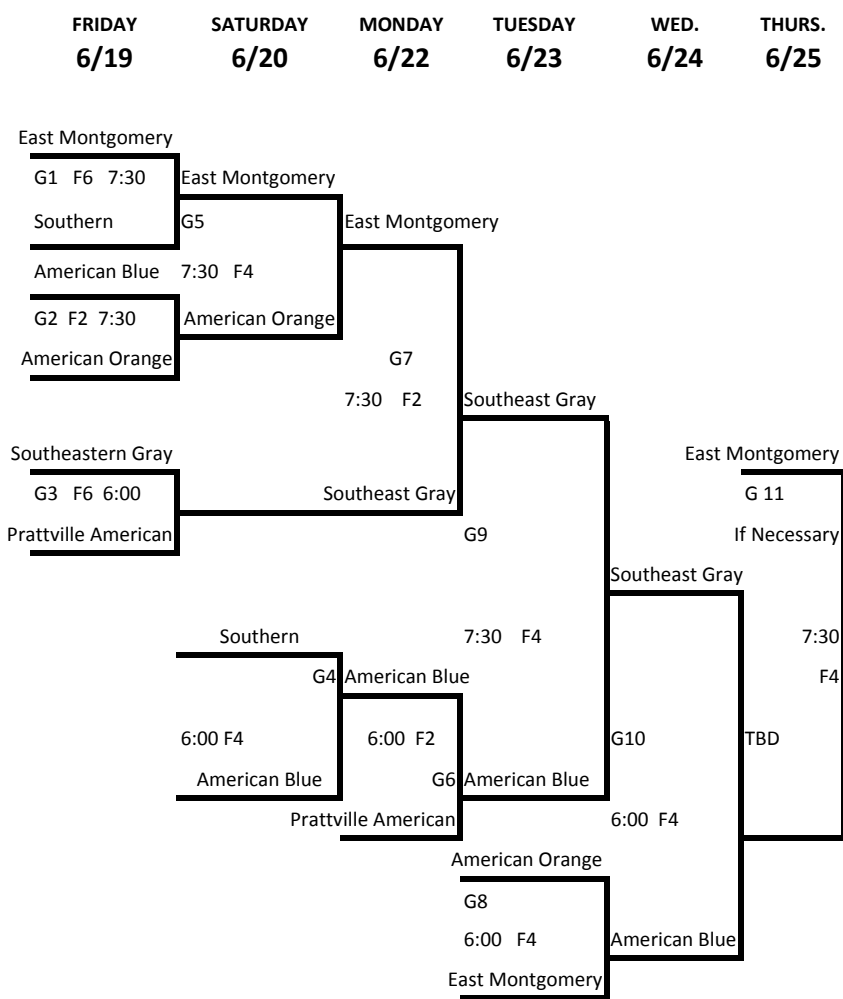 FRIDAY SATURDAY MONDAY TUESDAY WED. THURS.
6/19 6/20 6/22 6/23 6/24 6/25
East Montgomery
G1 F6 7:30 East Montgomery
Southern G5 East Montgomery
American Blue 7:30 F4
G2 F2 7:30 American Orange
American Orange G7
7:30 F2 Southeast Gray
Southeastern Gray East Montgomery
G3 F6 6:00 Southeast Gray G 11
Prattville American G9 If Necessary
Southeast Gray
Southern 7:30 F4 7:30
G4 American Blue F4
6:00 F4 6:00 F2 G10 TBD
American Blue G6 American Blue
Prattville American 6:00 F4
American Orange
G8
6:00 F4 American Blue
East Montgomery